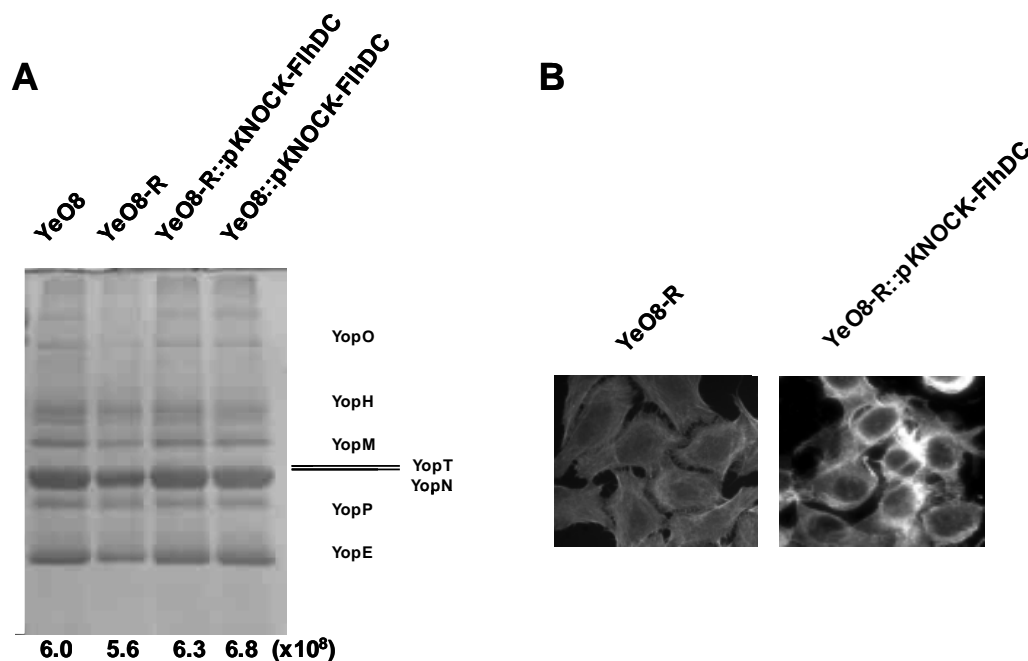 A
YeO8
YeO8-R
YeO8-R::pKNOCK-FlhDC
YeO8::pKNOCK-FlhDC
YopO
YopH
YopM
YopT
YopN
YopP
YopE
6.0 5.6 6.3 6.8 (x10⁸)
B
YeO8-R
YeO8-R::pKNOCK-FlhDC